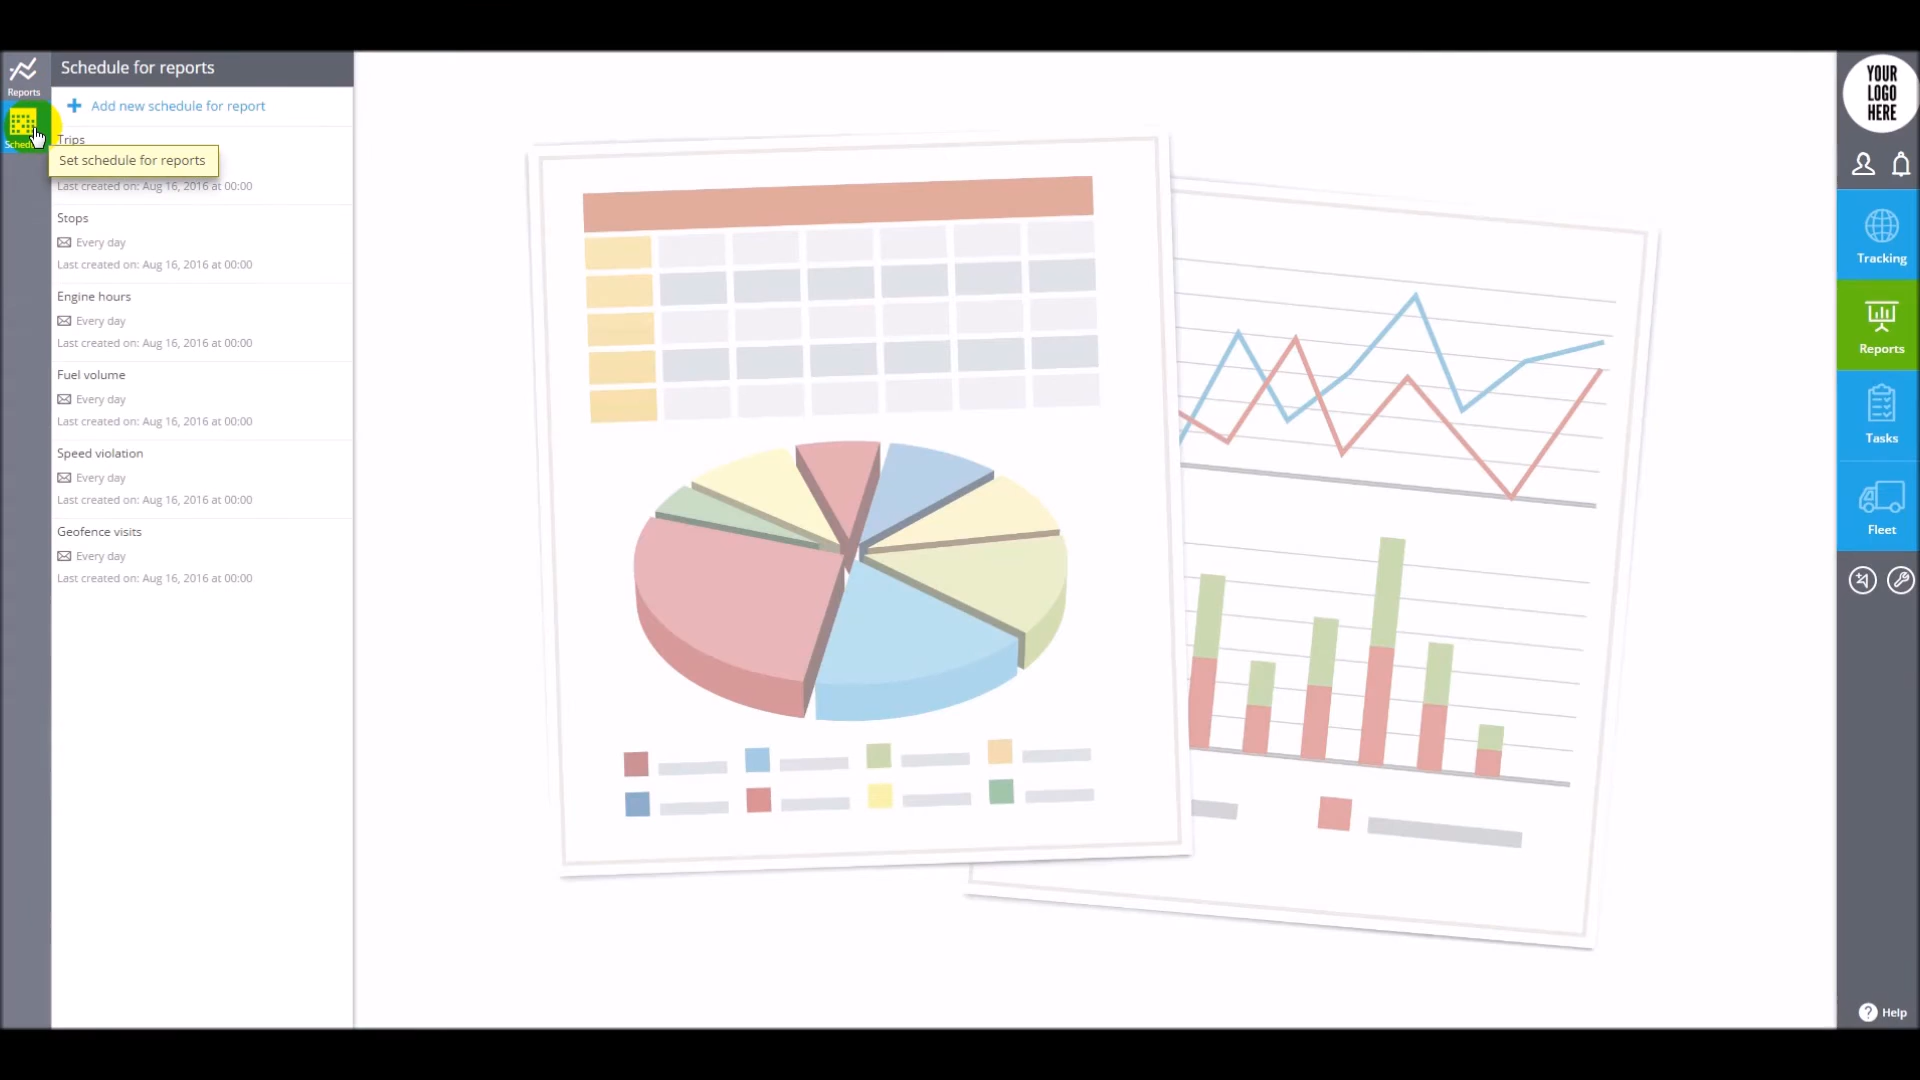 Reports
Schedule for reports
Add new schedule for report
Trips
Set schedule for reports
Last created on: Aug 16, 2016 at 00:00
Stops
Every day
Last created on: Aug 16, 2016 at 00:00
Engine hours
Every day
Last created on: Aug 16, 2016 at 00:00
Fuel volume
Every day
Last created on: Aug 16, 2016 at 00:00
Speed violation
Every day
Last created on: Aug 16, 2016 at 00:00
Geofence visits
Every day
Last created on: Aug 16, 2016 at 00:00
YOUR
LOGO
HERE
Tracking
Reports
Tasks
Fleet
? Help